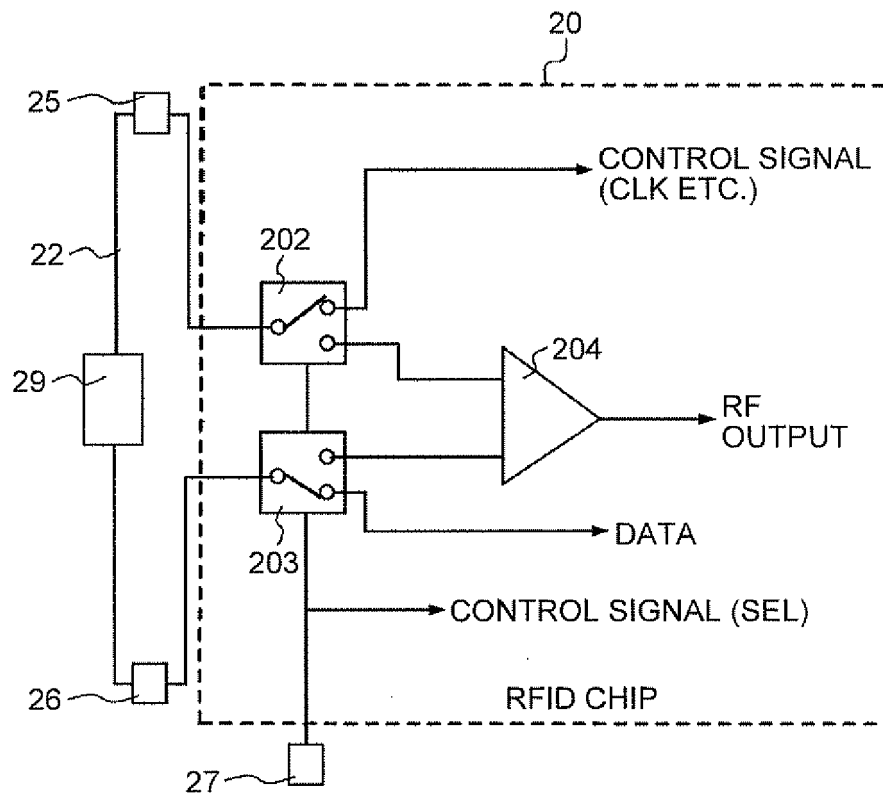 20
25
CONTROL SIGNAL
(CLK ETC.)
22
202
204
29
RF
OUTPUT
203
DATA
CONTROL SIGNAL (SEL)
26
RFID CHIP
27